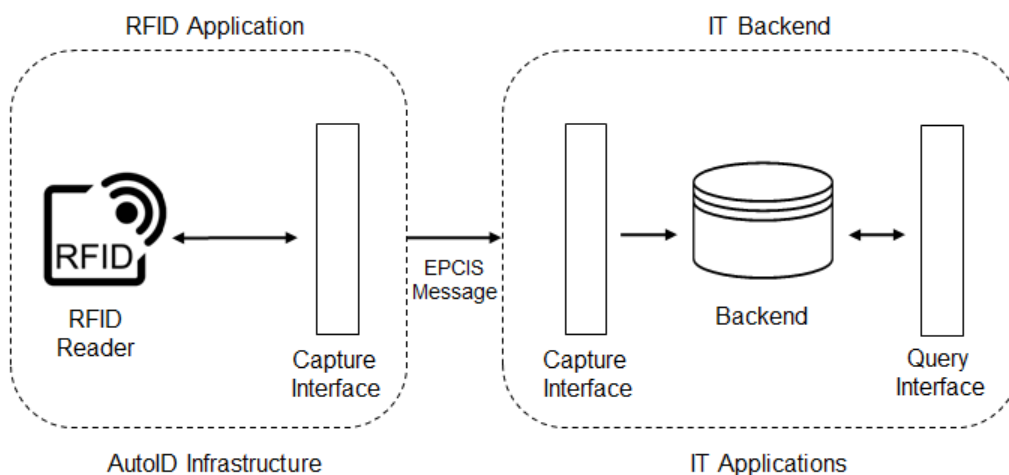 RFID Application
IT Backend
RFID
EPCIS
Message
RFID
Reader
Capture
Interface
Capture
Interface
Backend
Query
Interface
AutoID Infrastructure
IT Applications